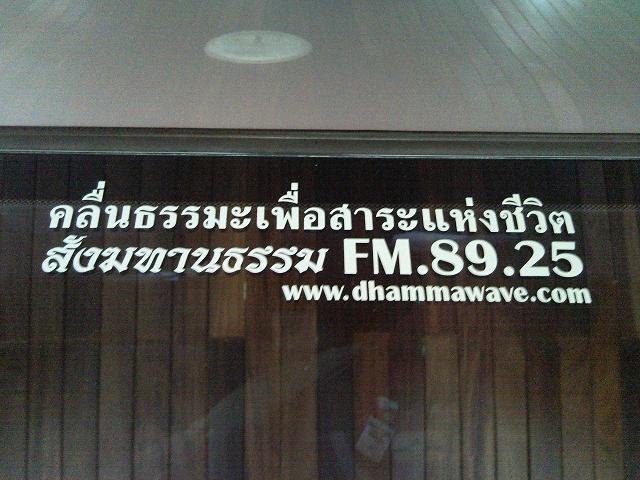 คลื่นธรรมะเพื่อสาระแห่งชีวิต
สังฆทานธรรม FM.89.25
www.dhammawave.com